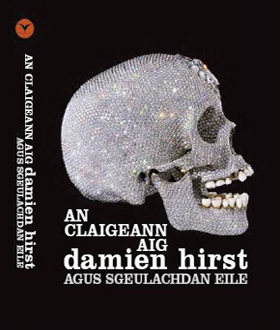 AN CLAIGEANN AIG damien hirst
AGUS SGEULACHDAN EILE
AN
CLAIGEANN
AIG
damien hirst
AGUS SGEULACHDAN EILE